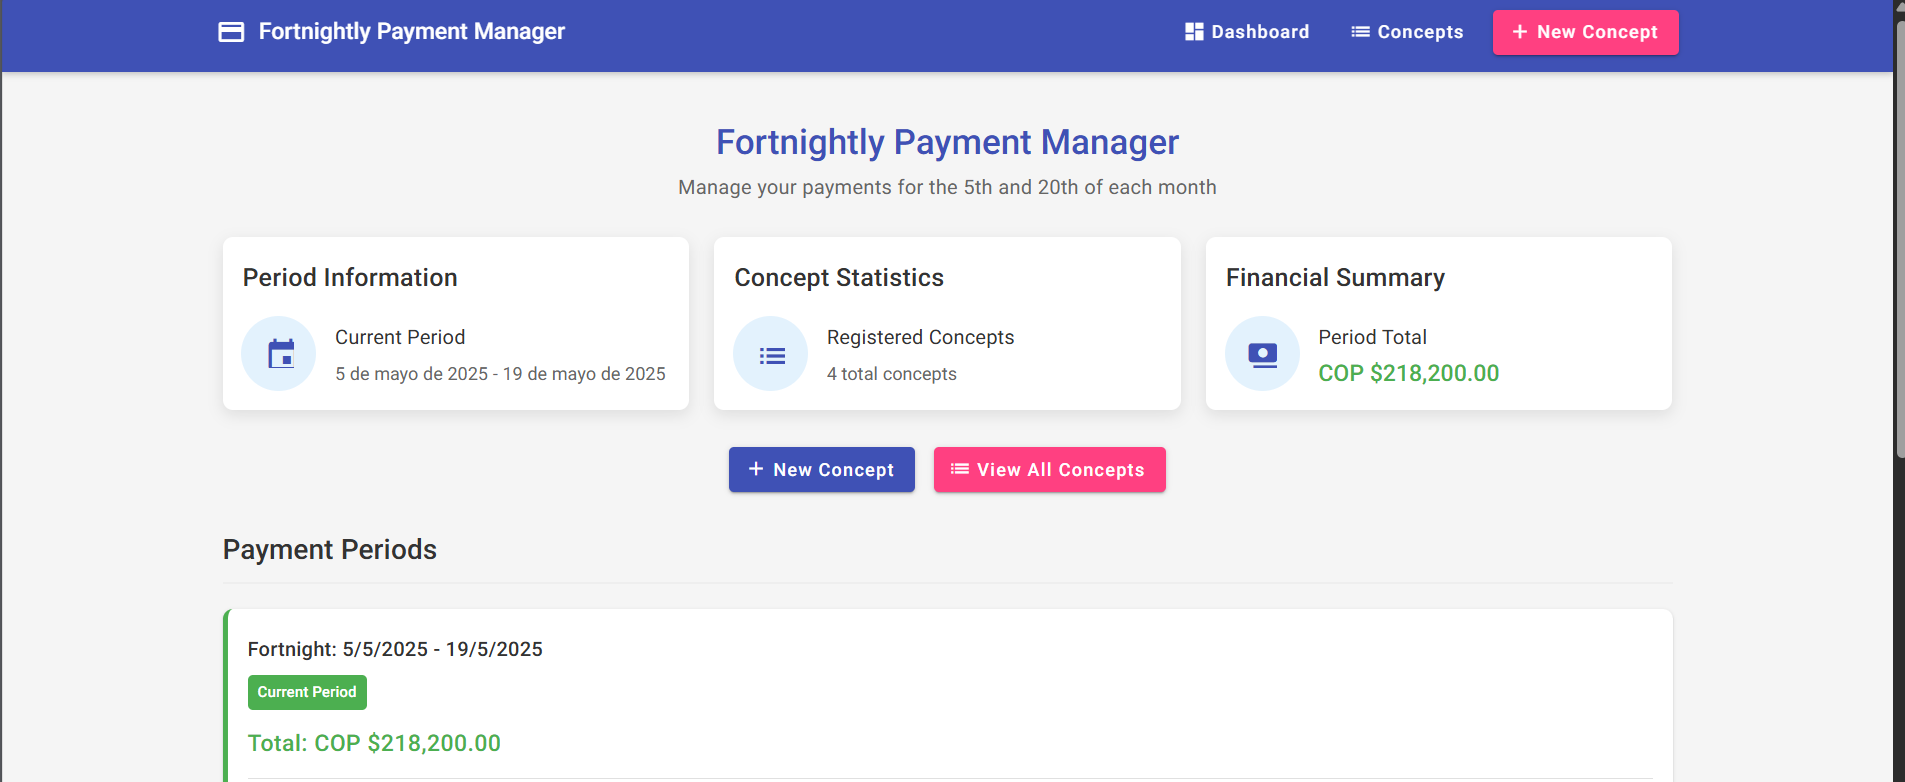 Fortnightly Payment Manager
Dashboard
Concepts
+ New Concept
Fortnightly Payment Manager
Manage your payments for the 5th and 20th of each month
Period Information
Current Period
5 de mayo de 2025 - 19 de mayo de 2025
Concept Statistics
Registered Concepts
4 total concepts
Financial Summary
Period Total
COP $218,200.00
+ New Concept
View All Concepts
Payment Periods
Fortnight: 5/5/2025 - 19/5/2025
Current Period
Total: COP $218,200.00